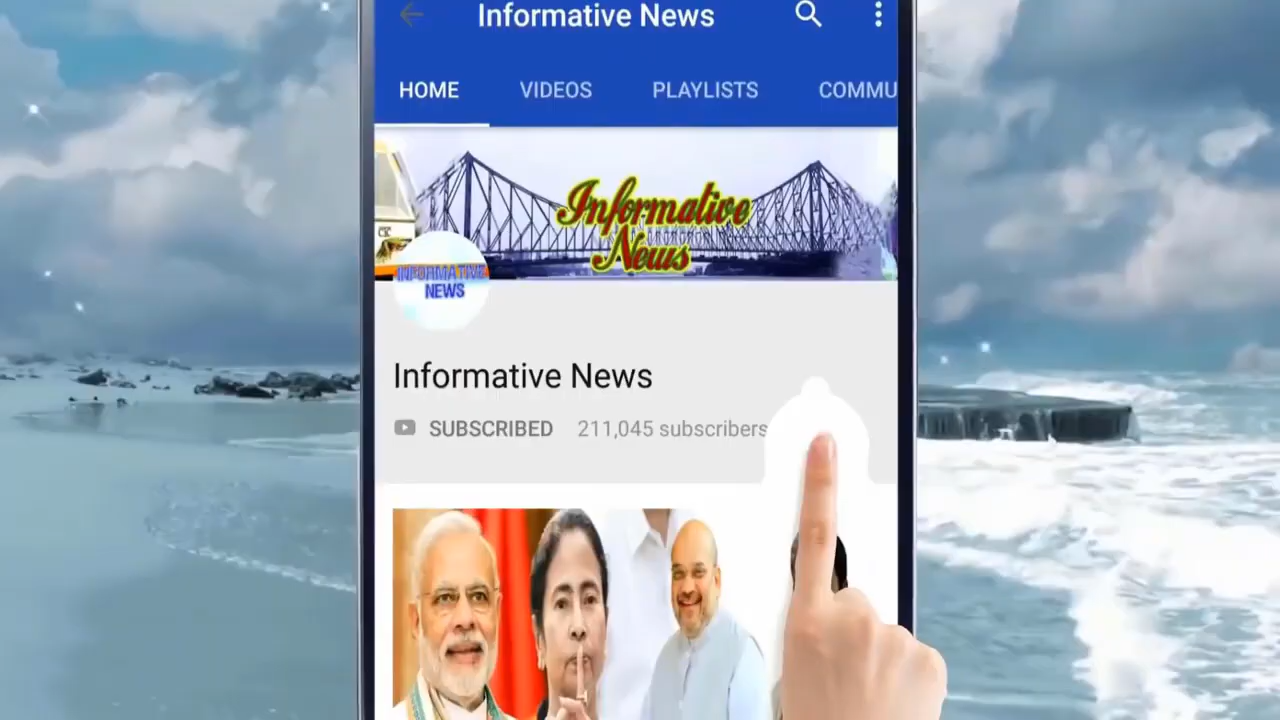 Informative News
HOME VIDEOS PLAYLISTS COMMU
Informative
News
INFORMATIVE
NEWS
Informative News
SUBSCRIBED 211,045 subscribers